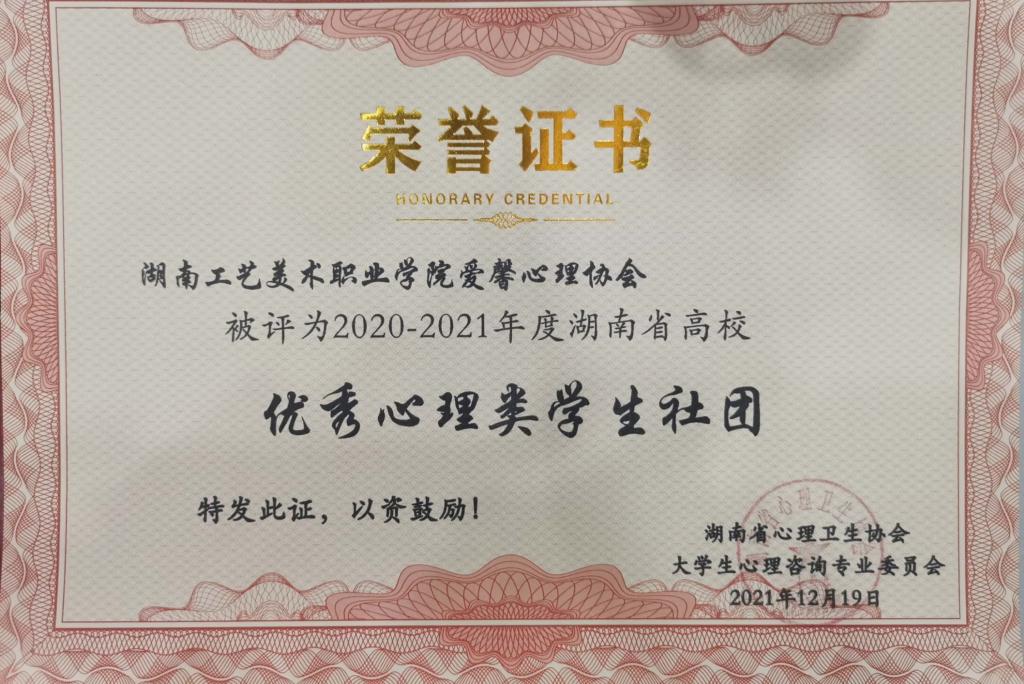 荣誉证书
HONORARY CREDENTIAL
湖南工艺美术职业学院爱馨心理协会
被评为2020-2021年度湖南省高校
优秀心理类学生社团
特发此证，以资鼓励！
湖南省心理卫生协会
大学生心理咨询专业委员会
2021年12月19日